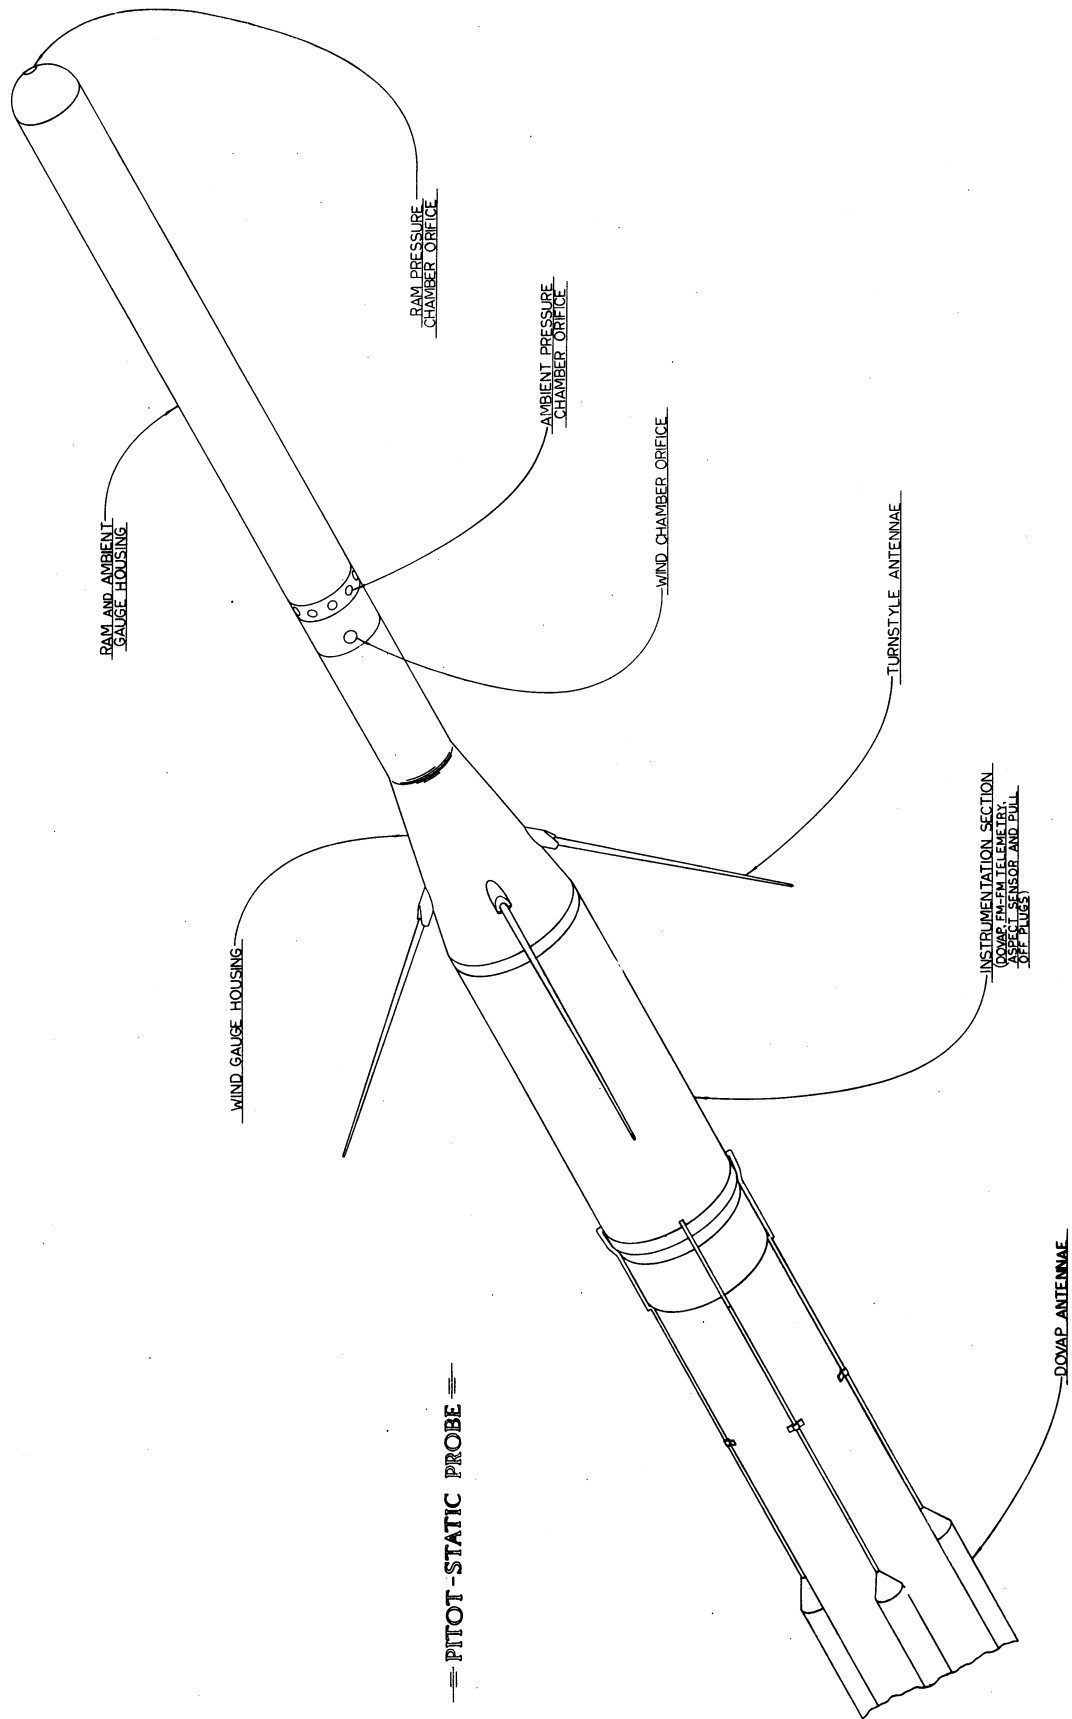 RAM PRESSURE
CHAMBER ORIFICE
AMBIENT PRESSURE
CHAMBER ORIFICE
WIND CHAMBER ORIFICE
TURNSTYLE ANTENNAE
RAM AND AMBIENT
GAUGE HOUSING
INSTRUMENTATION SECTION
(DOVAP, FM-FM TELEMETRY,
ASPECT SENSOR AND PULL
OFF PLUGS)
WIND GAUGE HOUSING
DOVAP ANTENNAE
PITOT-STATIC PROBE